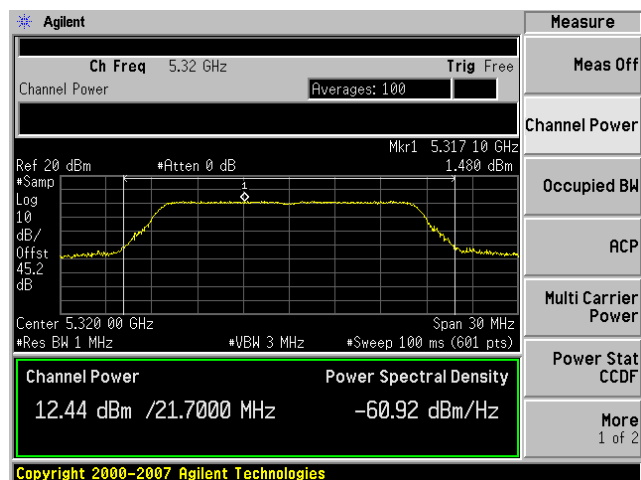 Agilent
Measure
Ch Freq 5.32 GHz Trig Free
Channel Power Averages: 100
Mkr1 5.317 10 GHz
Ref 20 dBm #Atten 0 dB 1.480 dBm
#Samp
Log
10
dB/
Offst
45.2
dB
1
Center 5.320 00 GHz Span 30 MHz
#Res BW 1 MHz #VBW 3 MHz #Sweep 100 ms (601 pts)
Channel Power Power Spectral Density
12.44 dBm /21.7000 MHz -60.92 dBm/Hz
Copyright 2000-2007 Agilent Technologies
Meas Off
Channel Power
Occupied BW
ACP
Multi Carrier
Power
Power Stat
CCDF
More
1 of 2